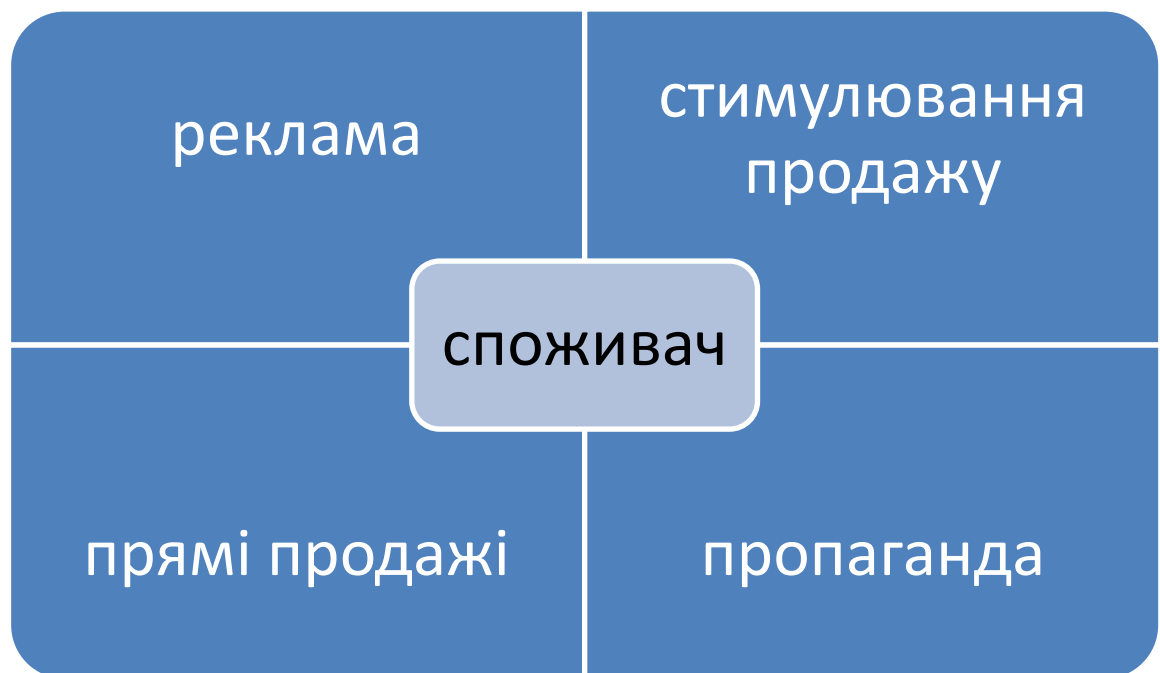 реклама
стимулювання
продажу
споживач
прямі продажі
пропаганда